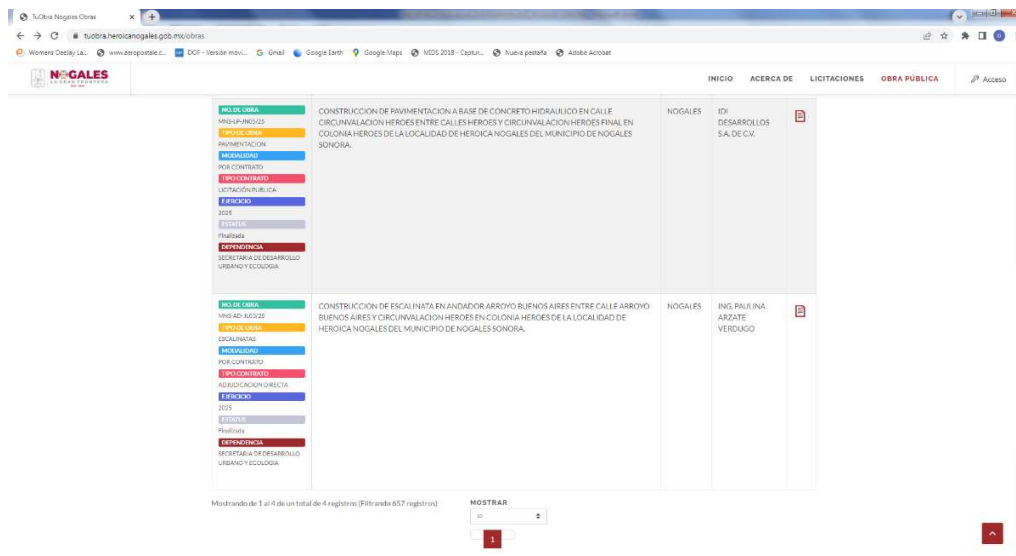 TuObra Nogales Obras
tuobra.heroicanogales.gob.mx/obras
Womens Deejay La...
www.aeropostale.c...
DOF - Versión móvi...
Gmail
Google Earth
Google Maps
MIDS 2018 - Captur...
Nueva pestaña
Adobe Acrobat
NOGALES
LA GRAN FRONTERA
INICIO
ACERCA DE
LICITACIONES
OBRA PÚBLICA
Acceso
NO. DE OBRA
MNS-LP-JN05/25
TIPO DE OBRA
PAVIMENTACION
MODALIDAD
POR CONTRATO
TIPO CONTRATO
LICITACIÓN PUBLICA
EJERCICIO
2025
ESTATUS
Finalizada
DEPENDENCIA
SECRETARIA DE DESARROLLO
URBANO Y ECOLOGIA
CONSTRUCCION DE PAVIMENTACION A BASE DE CONCRETO HIDRAULICO EN CALLE
CIRCUNVALACION HEROES ENTRE CALLES HEROES Y CIRCUNVALACION HEROES FINAL EN
COLONIA HEROES DE LA LOCALIDAD DE HEROICA NOGALES DEL MUNICIPIO DE NOGALES
SONORA.
NOGALES
IDI
DESARROLLOS
S.A. DE C.V.
NO. DE OBRA
MNS-AD-JL03/25
TIPO DE OBRA
ESCALINATAS
MODALIDAD
POR CONTRATO
TIPO CONTRATO
ADJUDICACION DIRECTA
EJERCICIO
2025
ESTATUS
Finalizada
DEPENDENCIA
SECRETARIA DE DESARROLLO
URBANO Y ECOLOGIA
CONSTRUCCION DE ESCALINATA EN ANDADOR ARROYO BUENOS AIRES ENTRE CALLE ARROYO
BUENOS AIRES Y CIRCUNVALACION HEROES EN COLONIA HEROES DE LA LOCALIDAD DE
HEROICA NOGALES DEL MUNICIPIO DE NOGALES SONORA.
NOGALES
ING. PAULINA
ARZATE
VERDUGO
Mostrando de 1 al 4 de un total de 4 registros (Filtrando 657 registros)
MOSTRAR
10
1